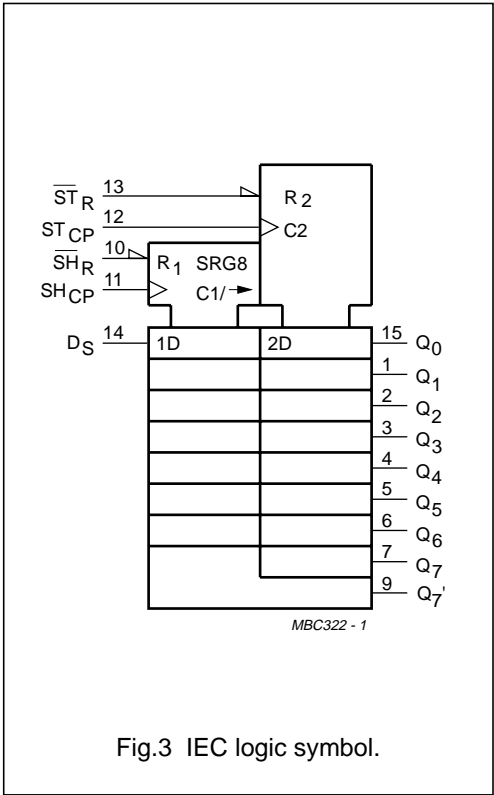 S̅T̅R 13 R2
STCP 12 C2
S̅H̅R 10 R1 SRG8
SHCP 11 C1/→
DS 14 1D 2D 15 Q0
1 Q1
2 Q2
3 Q3
4 Q4
5 Q5
6 Q6
7 Q7
9 Q7'
MBC322 - 1
Fig.3 IEC logic symbol.